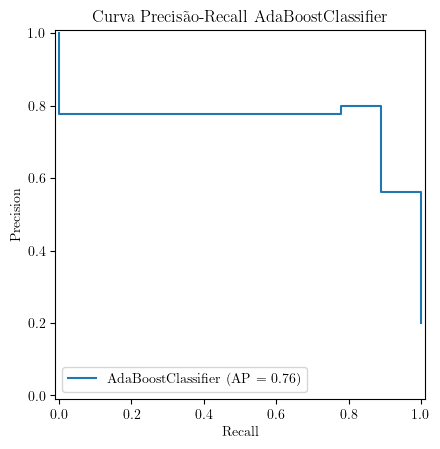 Curva Precisão-Recall AdaBoostClassifier
1.0
0.8
0.6
0.4
0.2
0.0
Precision
AdaBoostClassifier (AP = 0.76)
0.0 0.2 0.4 0.6 0.8 1.0
Recall